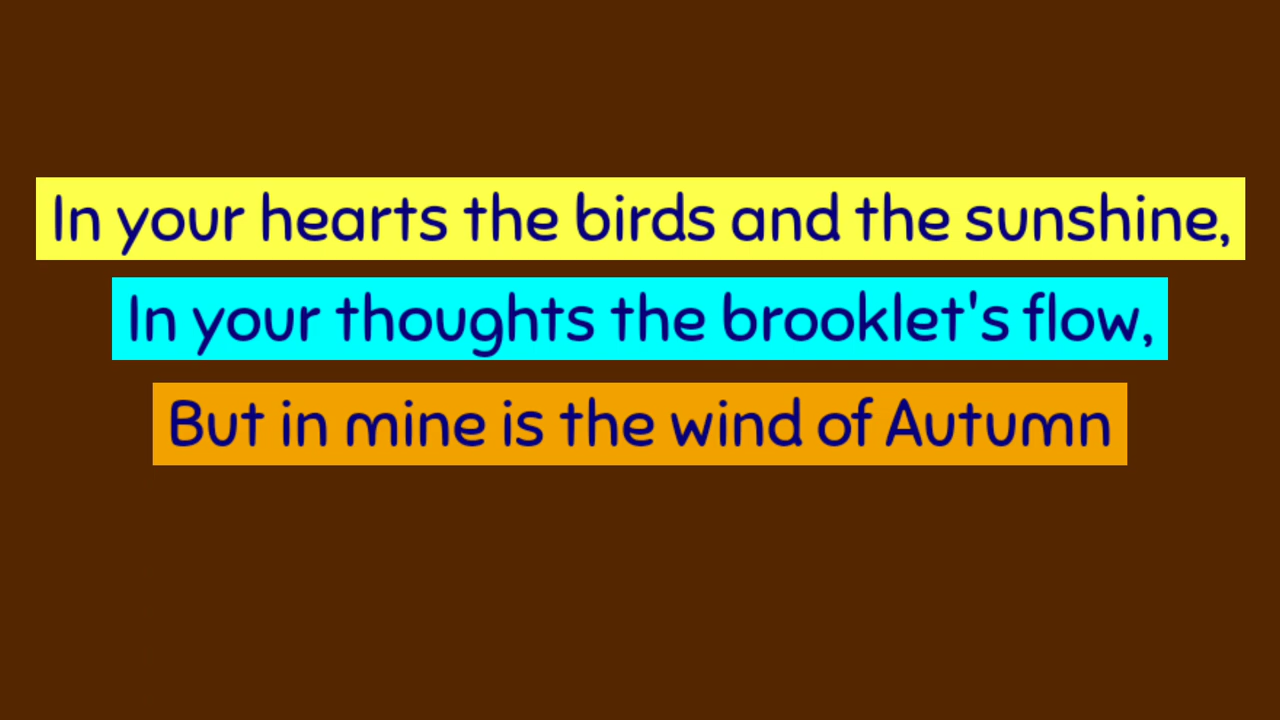 In your hearts the birds and the sunshine,
In your thoughts the brooklet's flow,
But in mine is the wind of Autumn